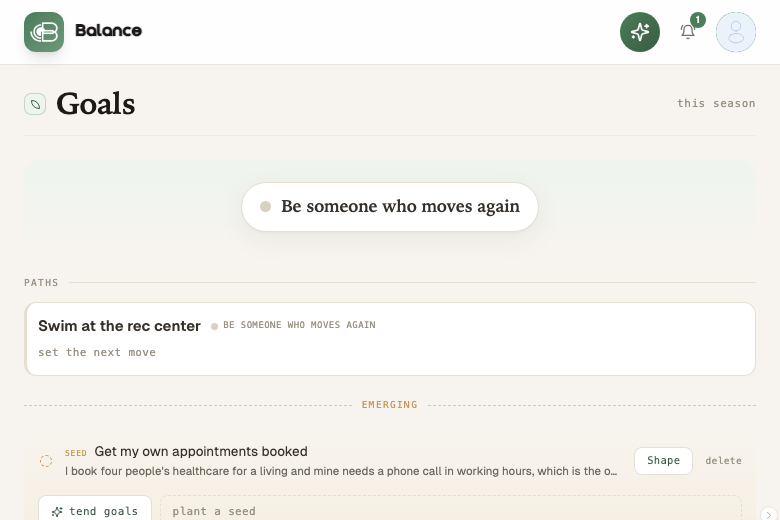 Balance
1
Goals
this season
Be someone who moves again
PATHS
Swim at the rec center
BE SOMEONE WHO MOVES AGAIN
set the next move
EMERGING
SEED Get my own appointments booked
I book four people's healthcare for a living and mine needs a phone call in working hours, which is the o…
Shape
delete
tend goals
plant a seed